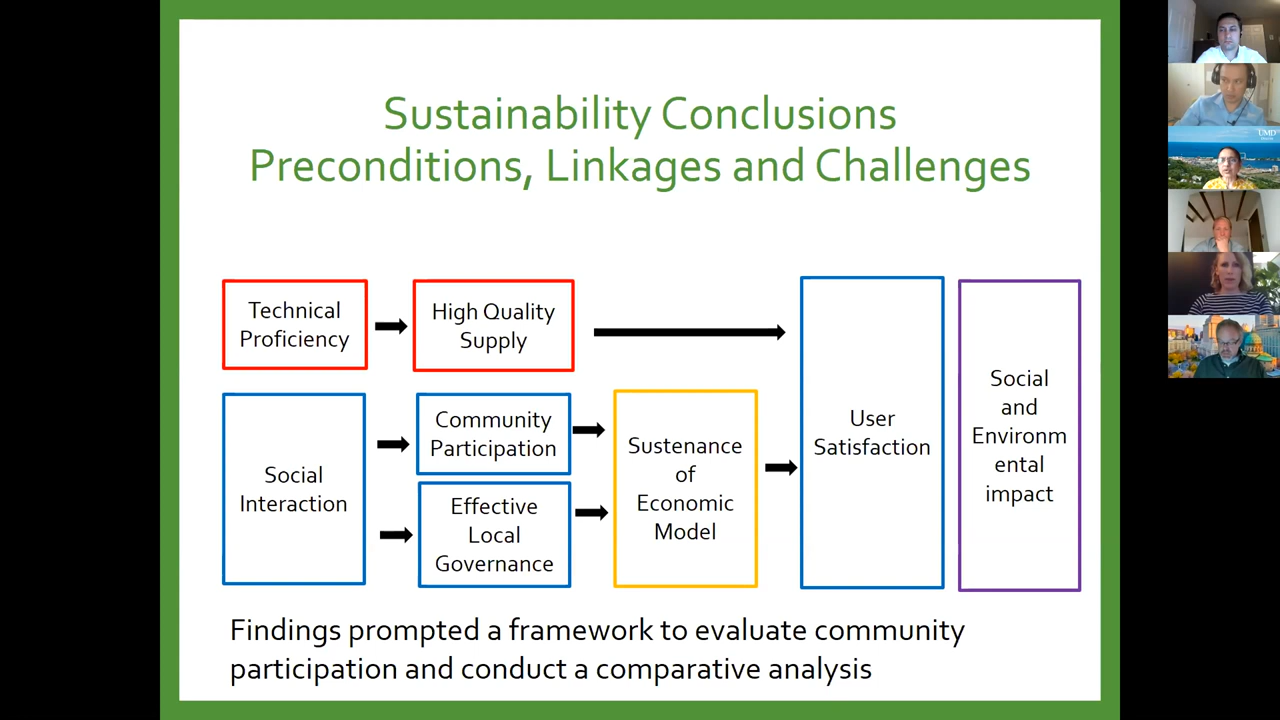 Sustainability Conclusions
Preconditions, Linkages and Challenges
Technical
Proficiency
High Quality
Supply
Social
Interaction
Community
Participation
Effective
Local
Governance
Sustenance
of
Economic
Model
User
Satisfaction
Social
and
Environm
ental
impact
Findings prompted a framework to evaluate community
participation and conduct a comparative analysis
UMD